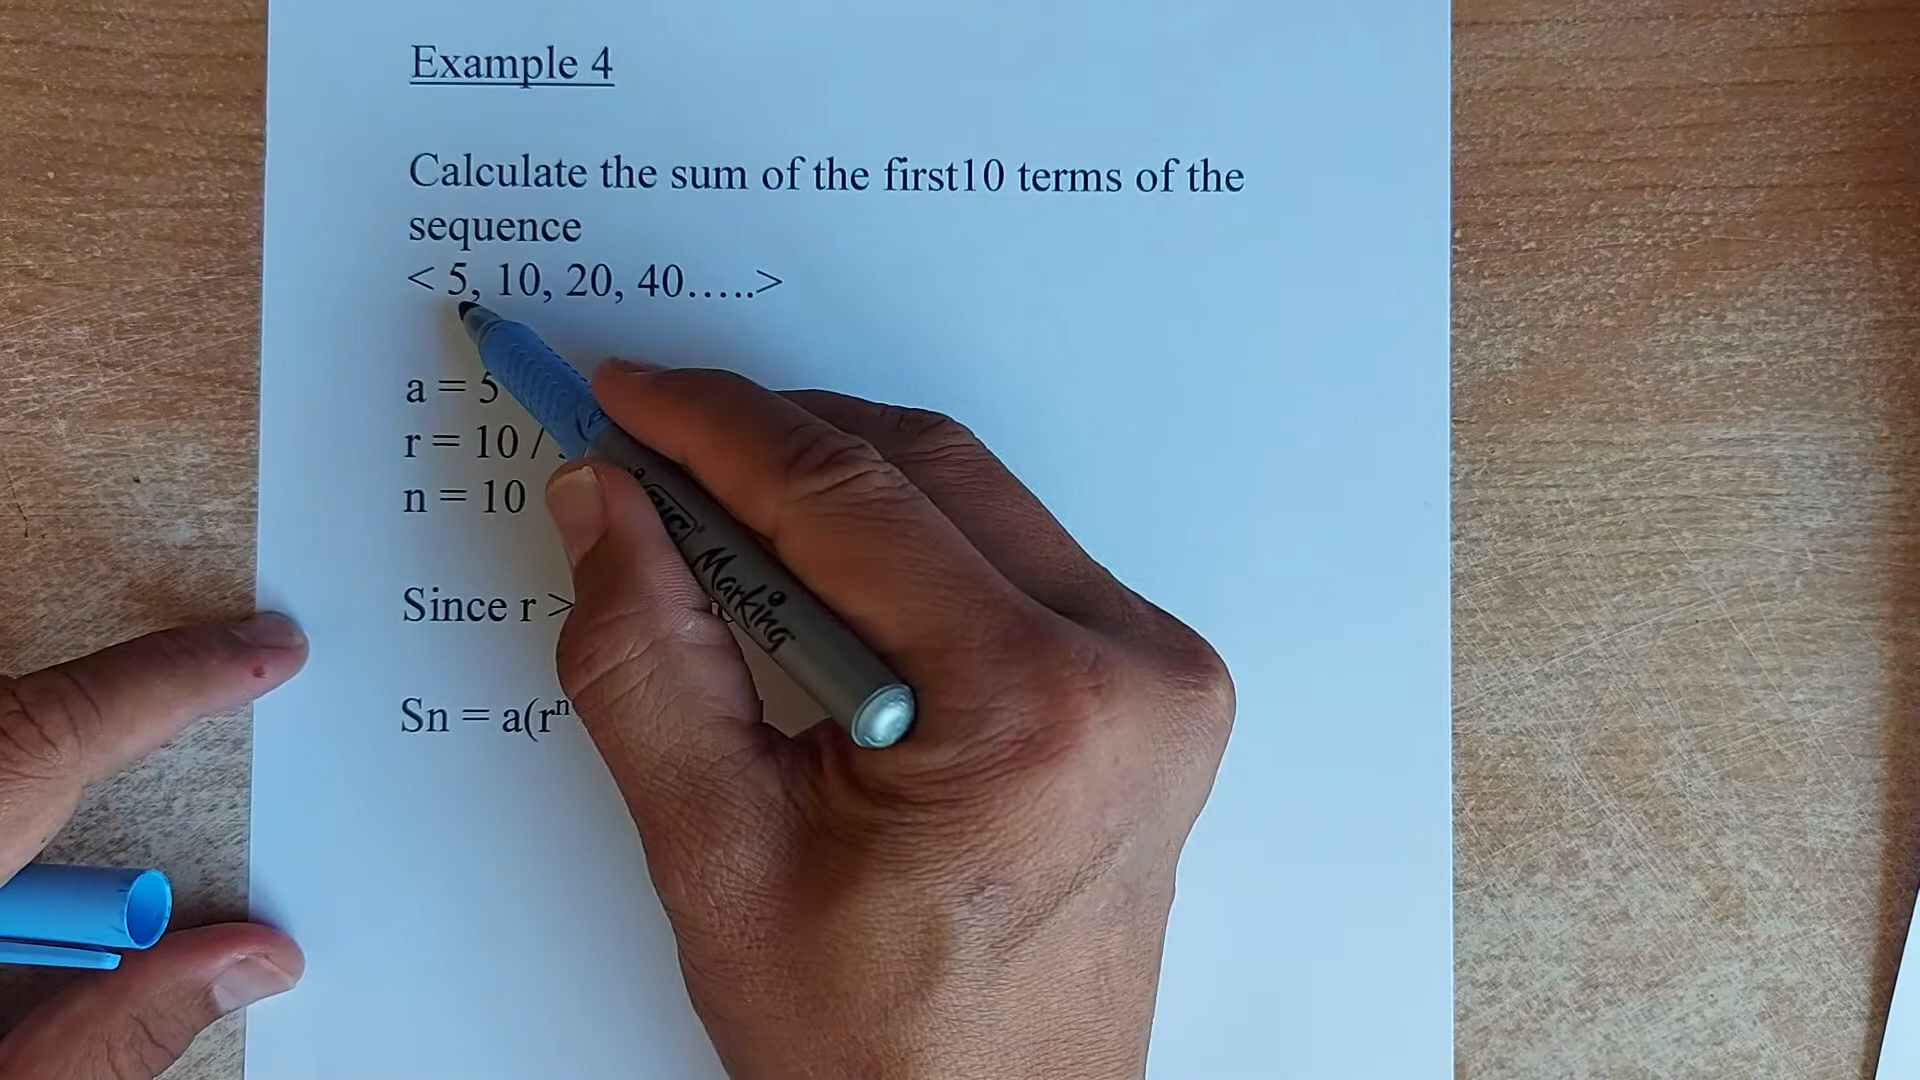 Example 4
Calculate the sum of the first10 terms of the
sequence
< 5, 10, 20, 40…..>
a = 5
r = 10 /
n = 10
Since r >
Sn = a(rⁿ
BIC® Marking